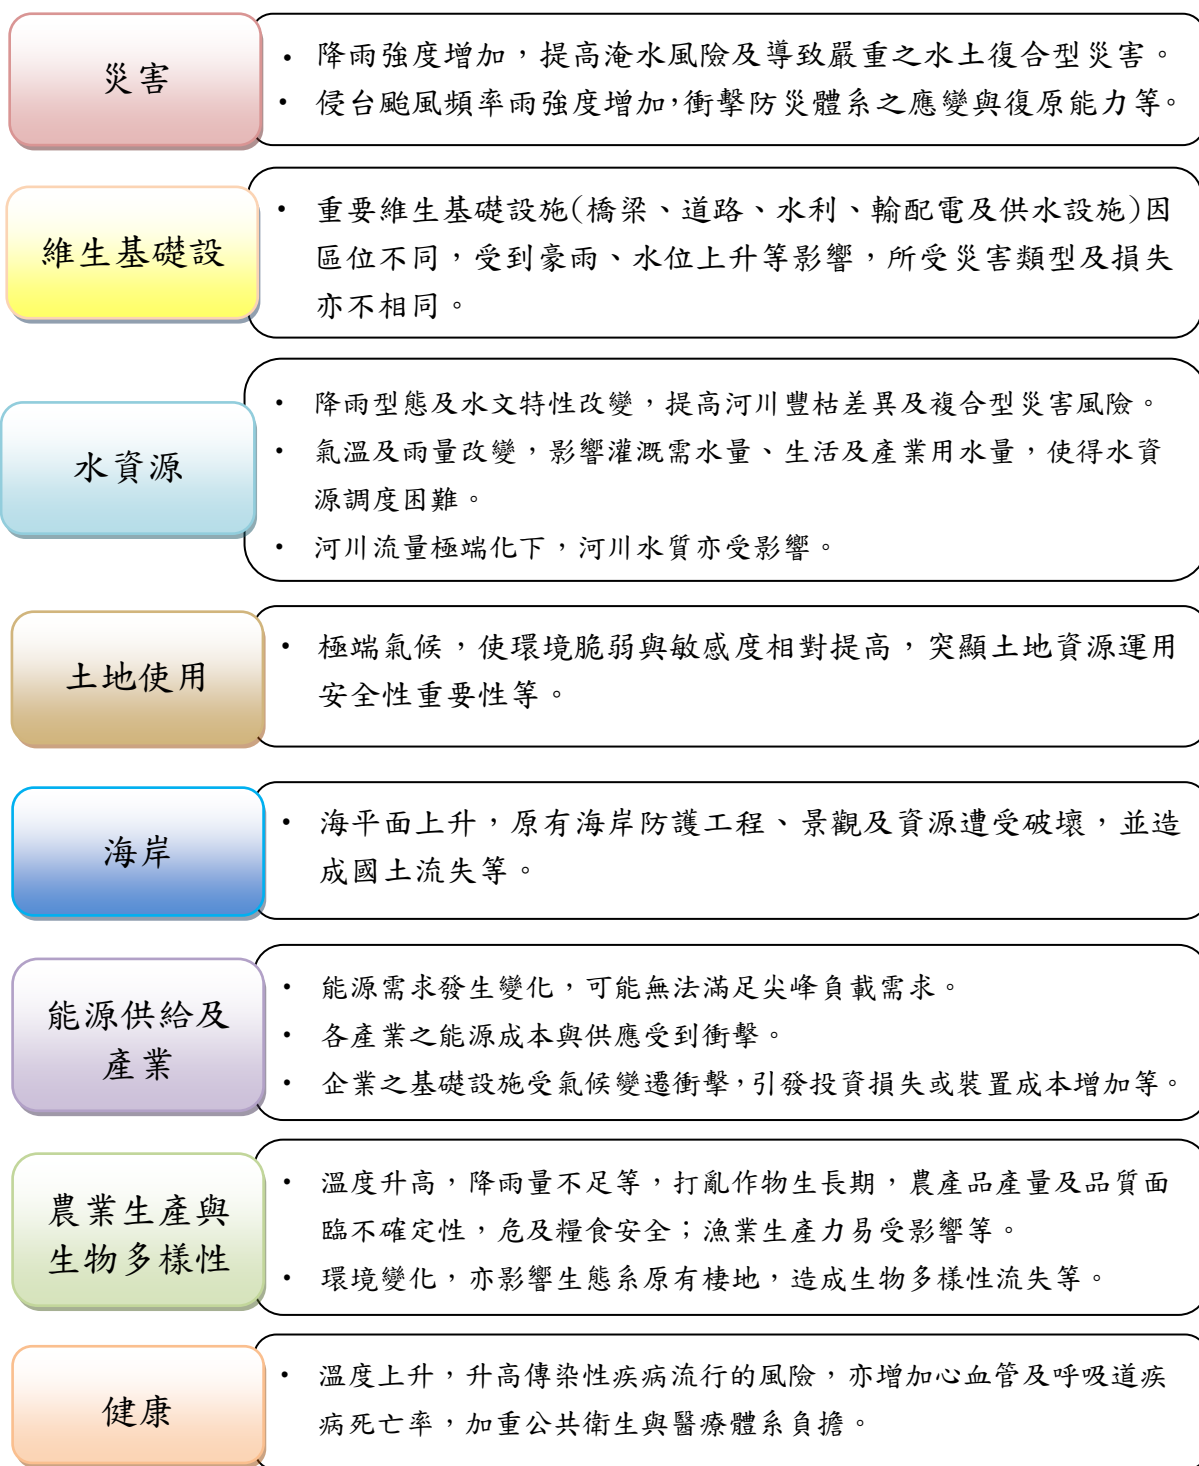 災害
• 降雨強度增加，提高淹水風險及導致嚴重之水土復合型災害。
• 侵台颱風頻率雨強度增加，衝擊防災體系之應變與復原能力等。
維生基礎設
• 重要維生基礎設施(橋梁、道路、水利、輸配電及供水設施)因
區位不同，受到豪雨、水位上升等影響，所受災害類型及損失
亦不相同。
水資源
• 降雨型態及水文特性改變，提高河川豐枯差異及複合型災害風險。
• 氣溫及雨量改變，影響灌溉需水量、生活及產業用水量，使得水資
源調度困難。
• 河川流量極端化下，河川水質亦受影響。
土地使用
• 極端氣候，使環境脆弱與敏感度相對提高，突顯土地資源運用
安全性重要性等。
海岸
• 海平面上升，原有海岸防護工程、景觀及資源遭受破壞，並造
成國土流失等。
能源供給及
產業
• 能源需求發生變化，可能無法滿足尖峰負載需求。
• 各產業之能源成本與供應受到衝擊。
• 企業之基礎設施受氣候變遷衝擊，引發投資損失或裝置成本增加等。
農業生產與
生物多樣性
• 溫度升高，降雨量不足等，打亂作物生長期，農產品產量及品質面
臨不確定性，危及糧食安全；漁業生產力易受影響等。
• 環境變化，亦影響生態系原有棲地，造成生物多樣性流失等。
健康
• 溫度上升，升高傳染性疾病流行的風險，亦增加心血管及呼吸道疾
病死亡率，加重公共衛生與醫療體系負擔。